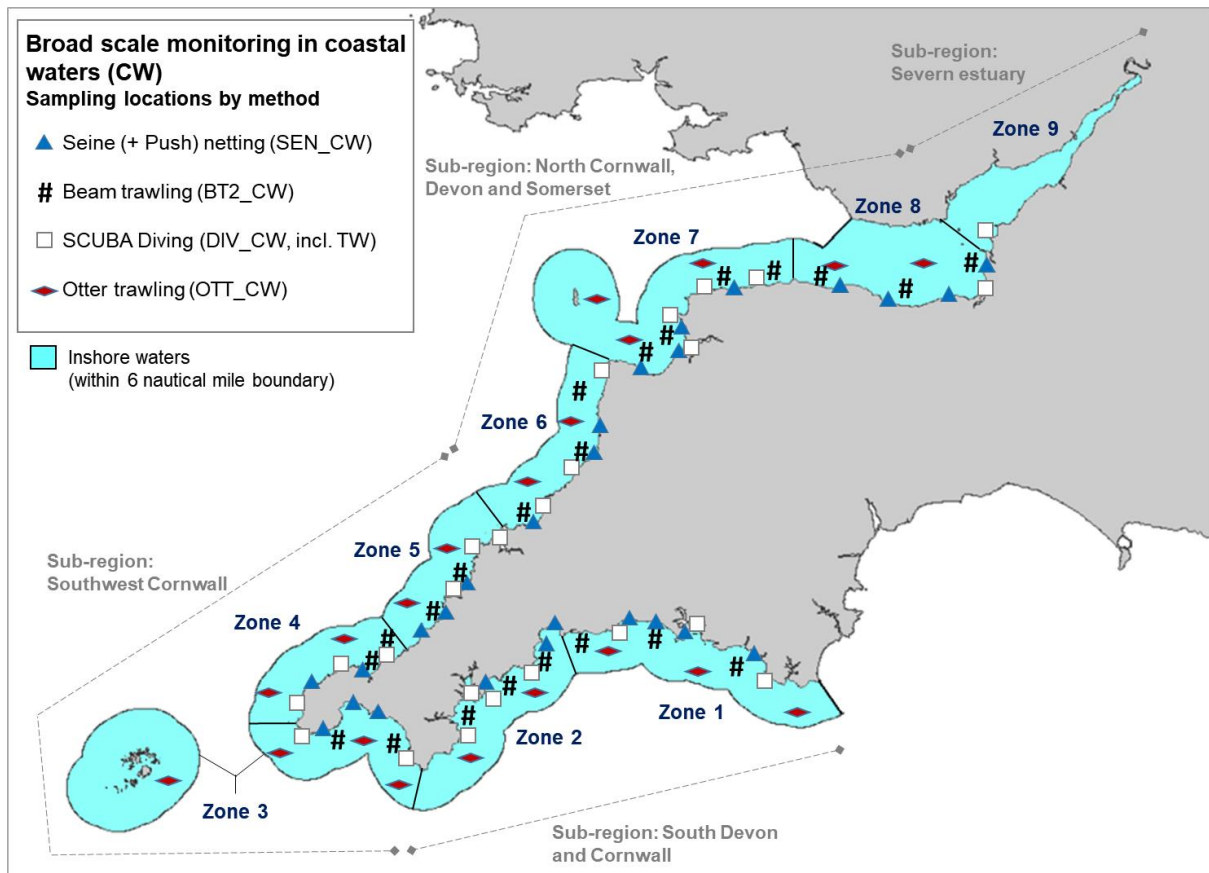 Broad scale monitoring in coastal
waters (CW)
Sampling locations by method
Seine (+ Push) netting (SEN_CW)
# Beam trawling (BT2_CW)
SCUBA Diving (DIV_CW, incl. TW)
Otter trawling (OTT_CW)
Inshore waters
(within 6 nautical mile boundary)
Sub-region:
Severn estuary
Zone 9
Sub-region: North Cornwall,
Devon and Somerset
Zone 8
Zone 7
Zone 6
Zone 5
Sub-region:
Southwest Cornwall
Zone 4
Zone 1
Zone 2
Zone 3
Sub-region: South Devon
and Cornwall